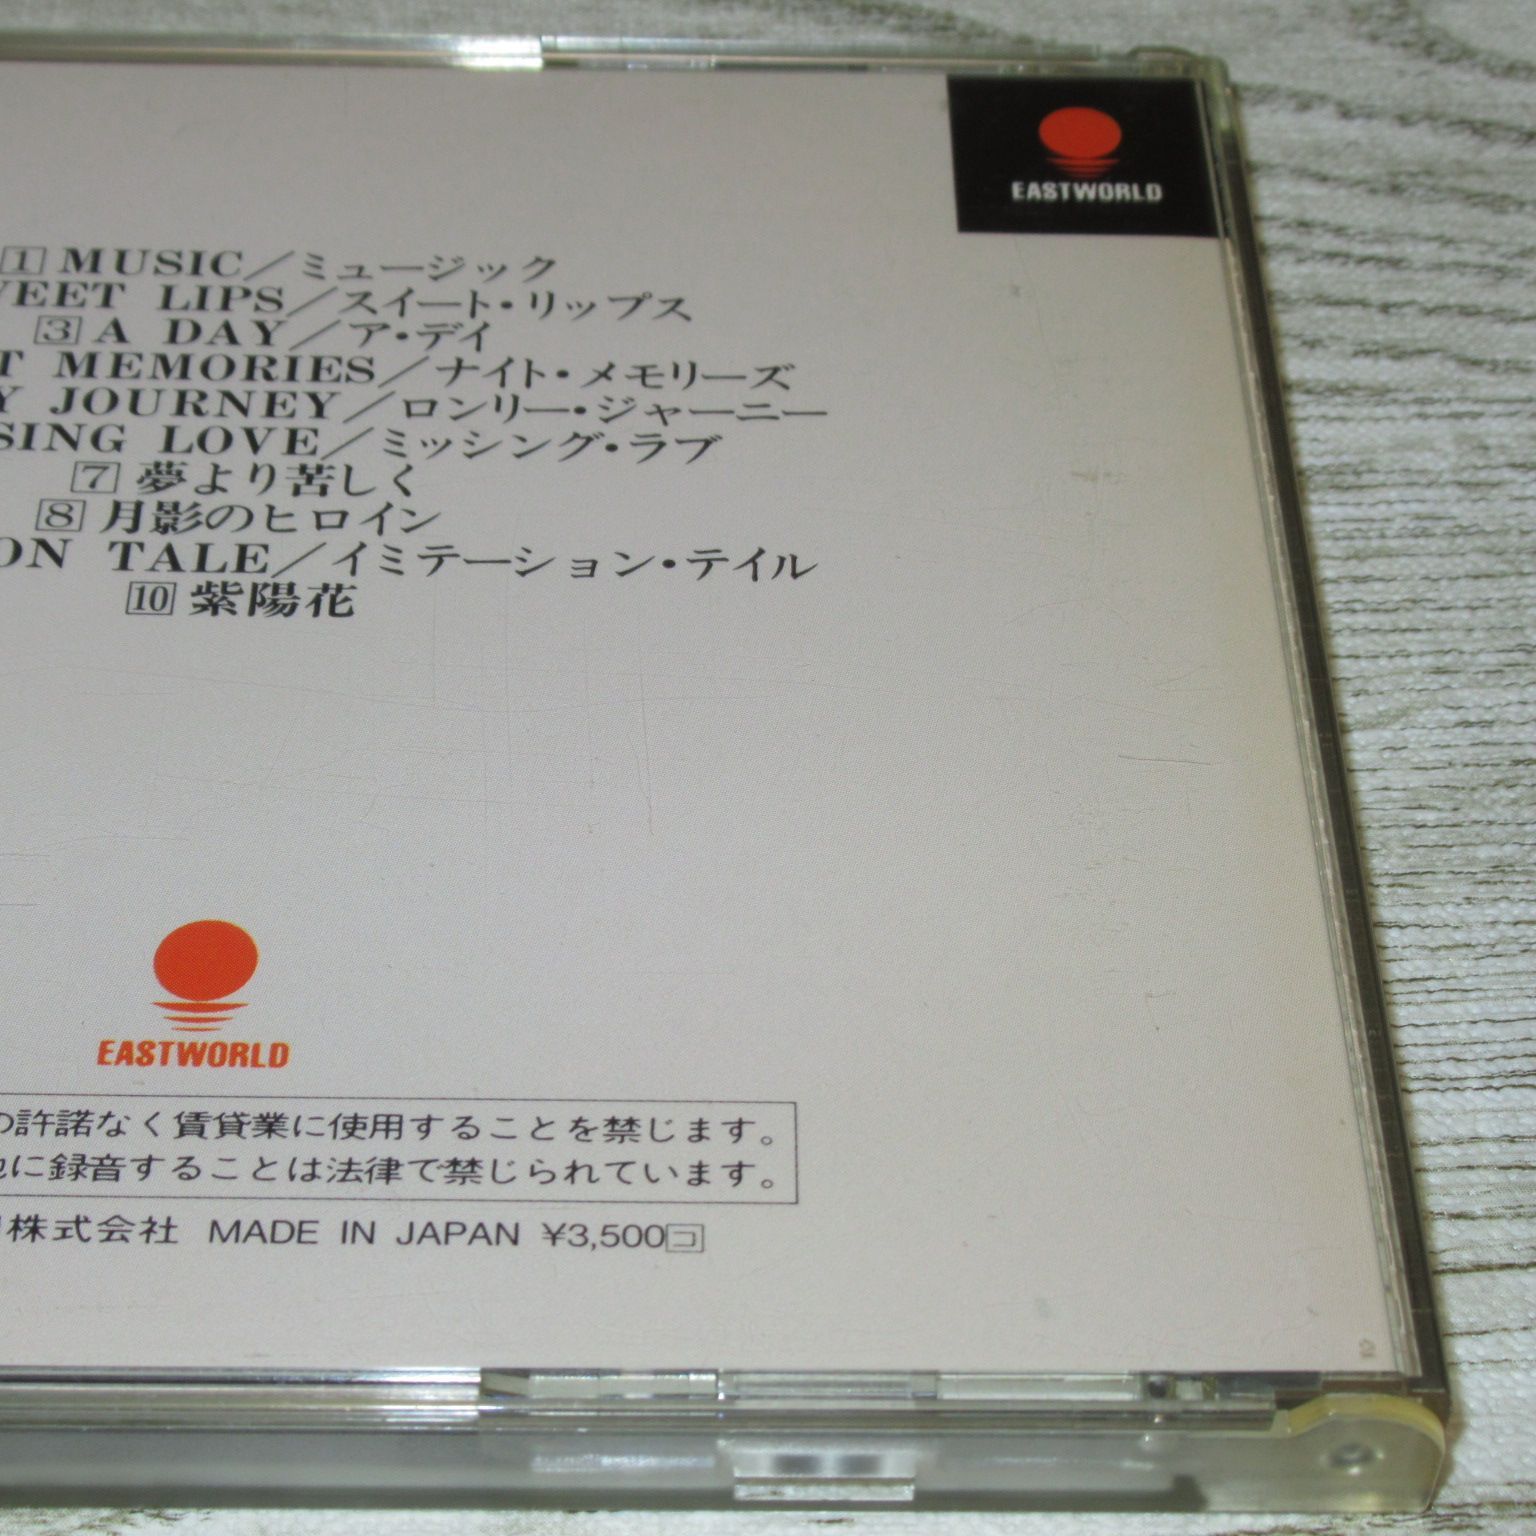 EASTWORLD
1 MUSIC／ミュージック
LIPS／スイート・リップス
3 A DAY／ア・デイ
MEMORIES／ナイト・メモリーズ
JOURNEY／ロンリー・ジャーニー
LOVE／ミッシング・ラブ
7 夢より苦しく
8 月影のヒロイン
TALE／イミテーション・テイル
10 紫陽花
EASTWORLD
許諾なく賃貸業に使用することを禁じます。
に録音することは法律で禁じられています。
株式会社 MADE IN JAPAN ¥3,500コ